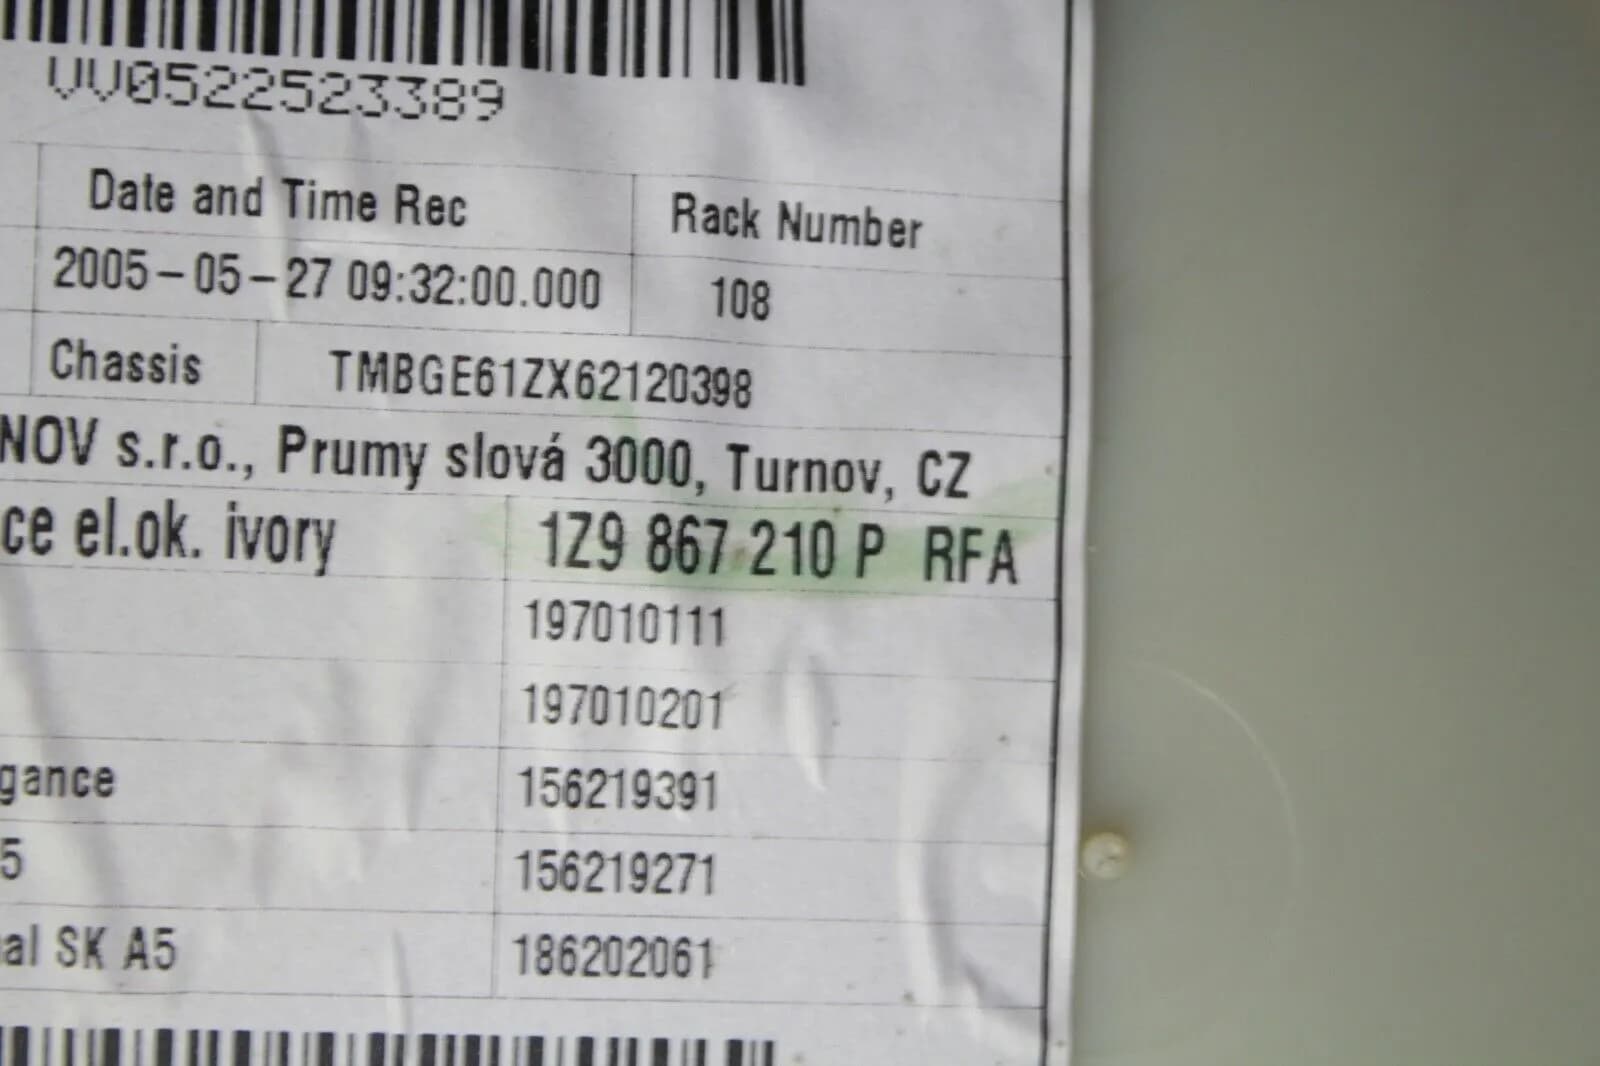 VV0522523389
Date and Time Rec Rack Number
2005-05-27 09:32:00.000 108
Chassis TMBGE61ZX62120398
NOV s.r.o., Prumy slová 3000, Turnov, CZ
ce el.ok. ivory 1Z9 867 210 P RFA
197010111
197010201
gance 156219391
5 156219271
al SK A5 186202061